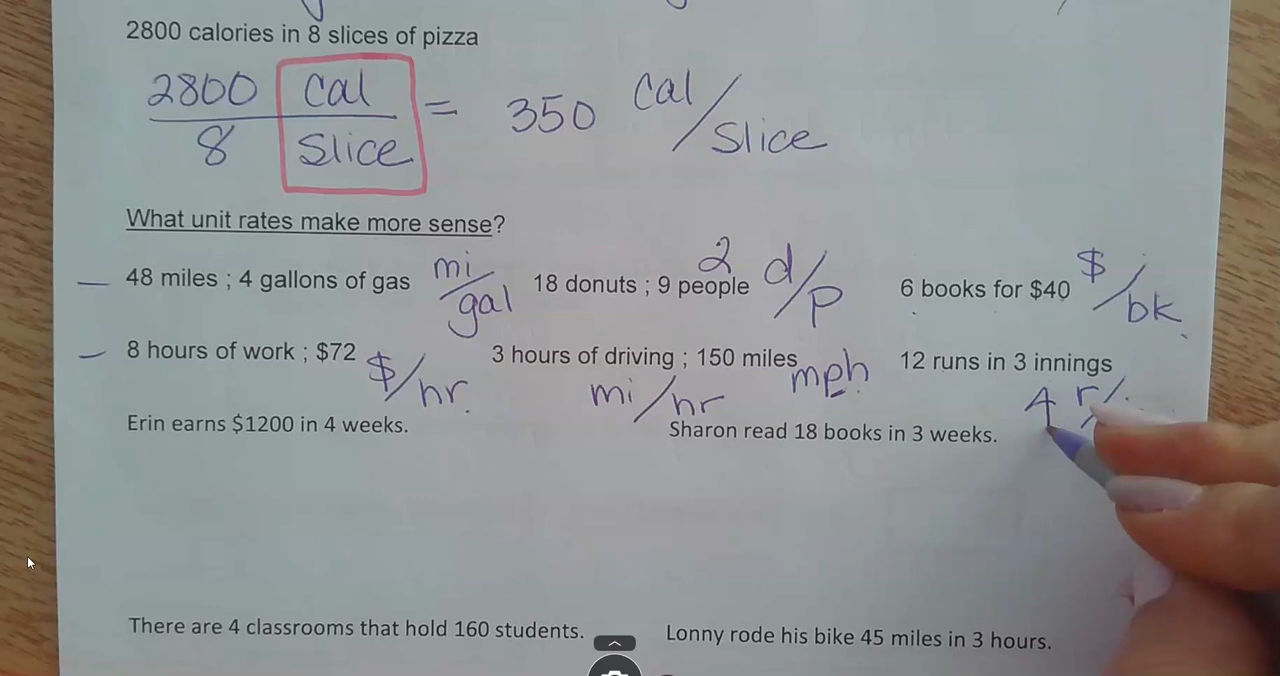 2800 calories in 8 slices of pizza
2800 cal = 350 cal/slice
8 slice
What unit rates make more sense?
48 miles ; 4 gallons of gas mi/gal 18 donuts ; 9 people 2 d/p 6 books for $40 $/bk
8 hours of work ; $72 $/hr. 3 hours of driving ; 150 miles mi/hr mph 12 runs in 3 innings 4 r/
Erin earns $1200 in 4 weeks. Sharon read 18 books in 3 weeks.
There are 4 classrooms that hold 160 students. Lonny rode his bike 45 miles in 3 hours.